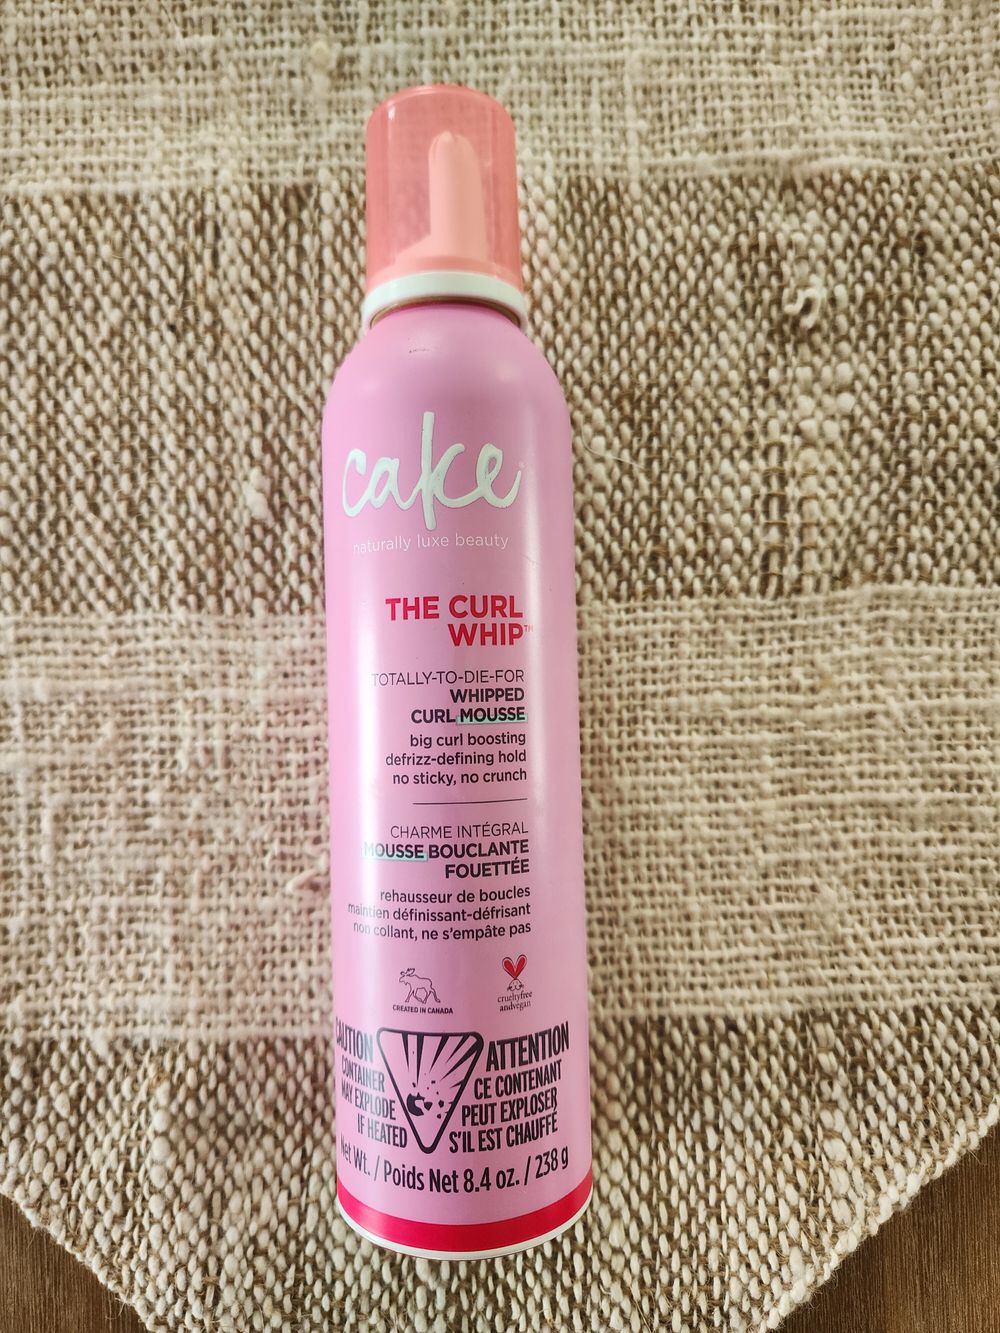 cake
naturally luxe beauty
THE CURL
WHIP™
TOTALLY-TO-DIE-FOR
WHIPPED
CURL MOUSSE
big curl boosting
defrizz-defining hold
no sticky, no crunch
CHARME INTÉGRAL
MOUSSE BOUCLANTE
FOUETTÉE
rehausseur de boucles
maintien définissant-défrisant
non collant, ne s'empâte pas
CREATED IN CANADA
crueltyfree
andvegan
CAUTION
CONTAINER
MAY EXPLODE
IF HEATED
ATTENTION
CE CONTENANT
PEUT EXPLOSER
S'IL EST CHAUFFÉ
Net Wt. / Poids Net 8.4 oz. / 238 g